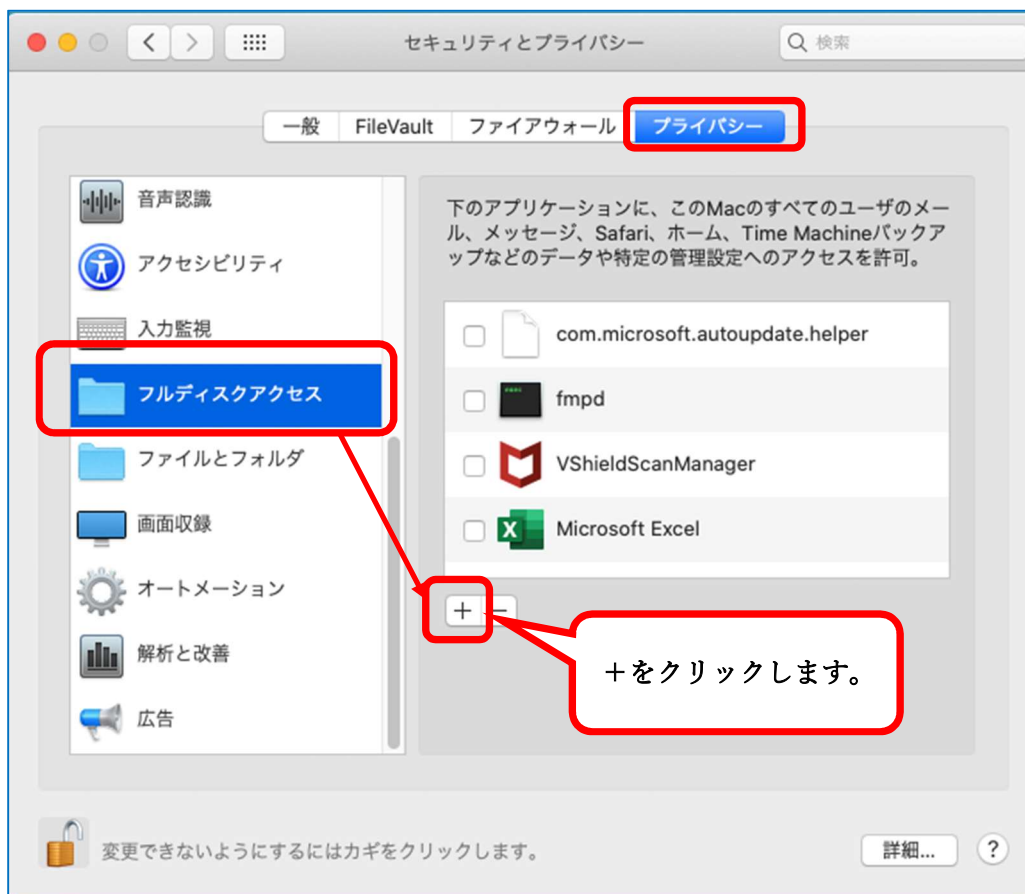 セキュリティとプライバシー
検索
一般
FileVault
ファイアウォール
プライバシー
音声認識
アクセシビリティ
入力監視
フルディスクアクセス
ファイルとフォルダ
画面収録
オートメーション
解析と改善
広告
下のアプリケーションに、このMacのすべてのユーザのメー
ル、メッセージ、Safari、ホーム、Time Machineバックア
ップなどのデータや特定の管理設定へのアクセスを許可。
com.microsoft.autoupdate.helper
fmpd
VShieldScanManager
Microsoft Excel
+
−
＋をクリックします。
変更できないようにするにはカギをクリックします。
詳細...
?